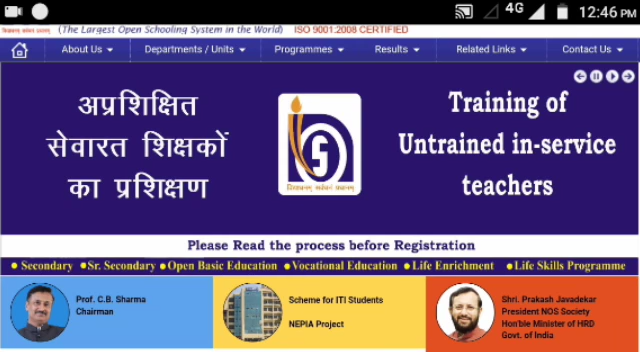 4G 12:46 PM
(The Largest Open Schooling System in the World) ISO 9001:2008 CERTIFIED
About Us Departments / Units Programmes Results Related Links Contact Us
अप्रशिक्षित
सेवारत शिक्षकों
का प्रशिक्षण
Training of
Untrained in-service
teachers
Please Read the process before Registration
• Secondary • Sr. Secondary • Open Basic Education • Vocational Education • Life Enrichment • Life Skills Programme
Prof. C.B. Sharma
Chairman
Scheme for ITI Students
NEPIA Project
Shri. Prakash Javadekar
President NOS Society
Hon'ble Minister of HRD
Govt. of India